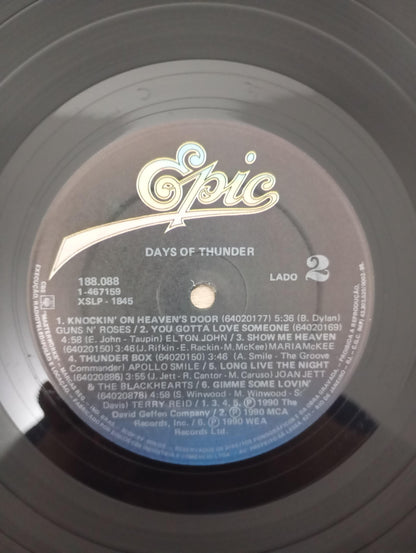 Epic
DAYS OF THUNDER
188.088
1-467159
XSLP - 1845
LADO 2
1. KNOCKIN' ON HEAVEN'S DOOR (64020177) 5:36 (B. Dylan)
GUNS N' ROSES / 2. YOU GOTTA LOVE SOMEONE (64020169)
4:58 (E. John - Taupin) ELTON JOHN / 3. SHOW ME HEAVEN
(64020150) 3:46 (J. Rifkin - E. Rackin - M. McKee) MARIA McKEE
/ 4. THUNDER BOX (64020160) 3:46 (A. Smile - The Groove
Commander) APOLLO SMILE / 5. LONG LIVE THE NIGHT
(64020886) 3:55 (J. Jett - R. Cantor - M. Caruso) JOAN JETT
& THE BLACKHEARTS / 6. GIMME SOME LOVIN'
(64020878) 4:58 (S. Winwood - M. Winwood - S.
Davis) TERRY REID / 1. 3. 4. 5. Ⓟ 1990 The
David Geffen Company / 2. Ⓟ 1990 MCA
Records, Inc. / 6. Ⓟ 1990 WEA
Records Ltd.